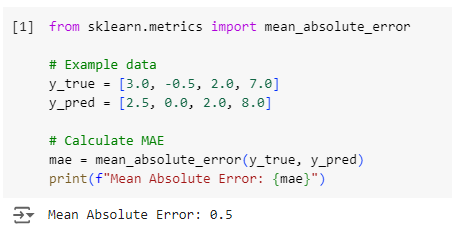 [1] from sklearn.metrics import mean_absolute_error
# Example data
y_true = [3.0, -0.5, 2.0, 7.0]
y_pred = [2.5, 0.0, 2.0, 8.0]
# Calculate MAE
mae = mean_absolute_error(y_true, y_pred)
print(f"Mean Absolute Error: {mae}")
Mean Absolute Error: 0.5